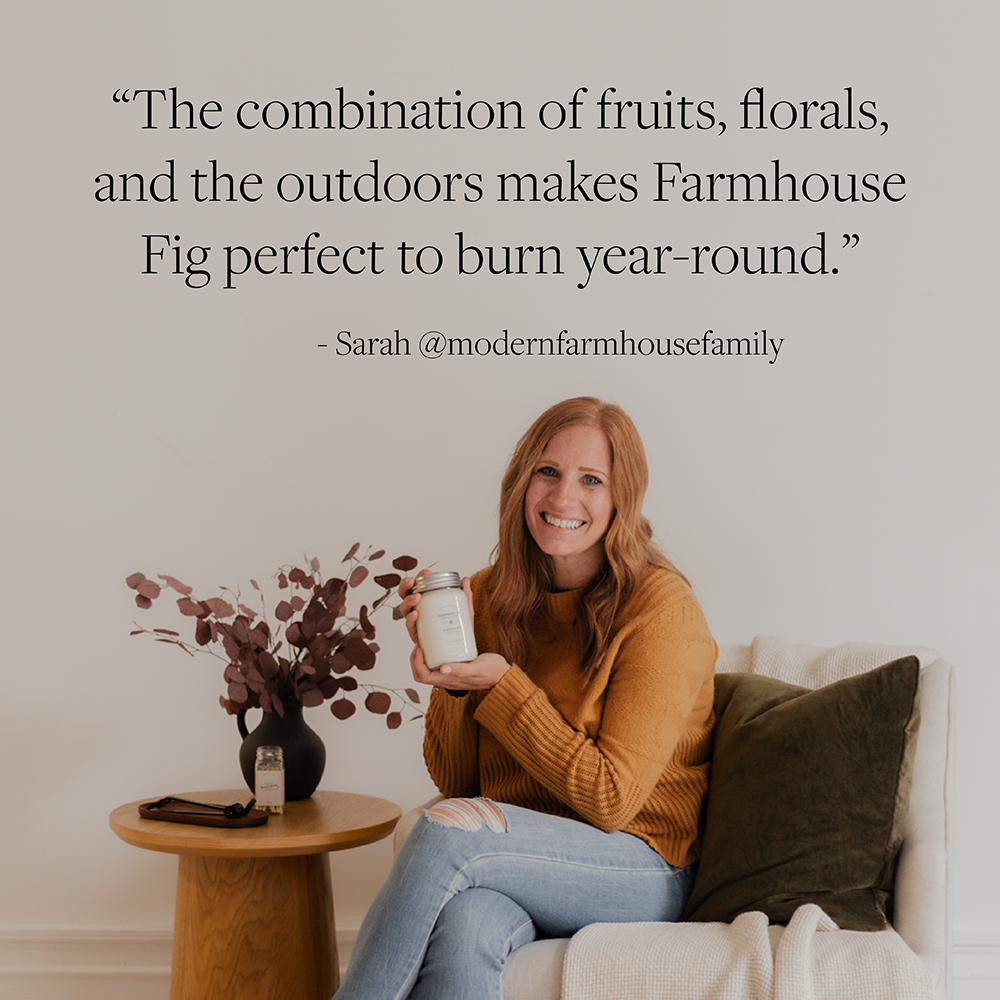 “The combination of fruits, florals,
and the outdoors makes Farmhouse
Fig perfect to burn year-round.”
- Sarah @modernfarmhousefamily